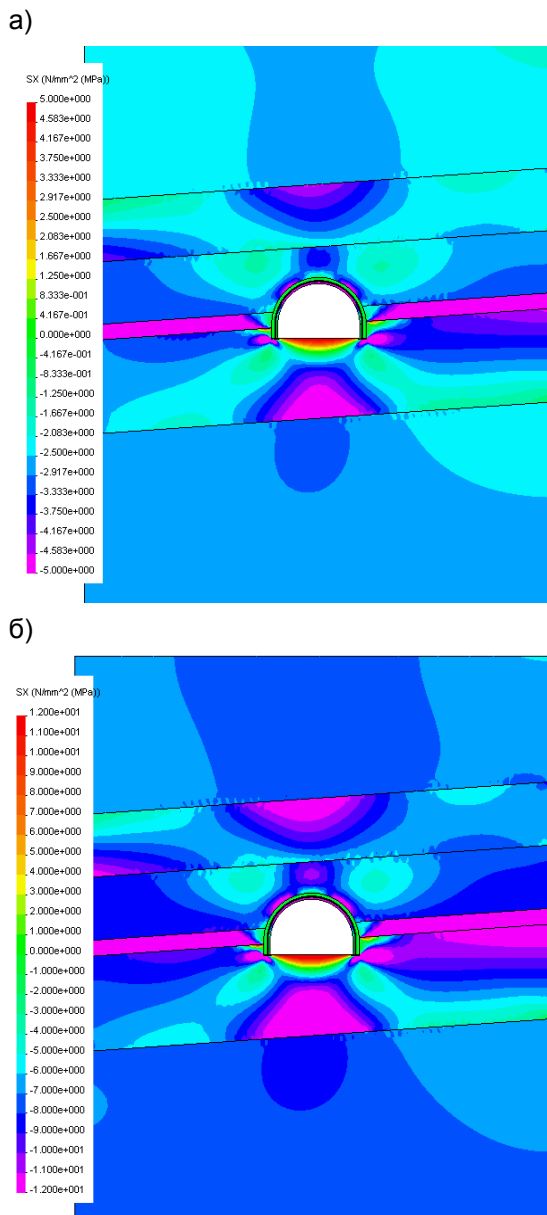 а)
SX (N/mm^2 (MPa))
5.000e+000
4.583e+000
4.167e+000
3.750e+000
3.333e+000
2.917e+000
2.500e+000
2.083e+000
1.667e+000
1.250e+000
8.333e-001
4.167e-001
0.000e+000
-4.167e-001
-8.333e-001
-1.250e+000
-1.667e+000
-2.083e+000
-2.500e+000
-2.917e+000
-3.333e+000
-3.750e+000
-4.167e+000
-4.583e+000
-5.000e+000
б)
SX (N/mm^2 (MPa))
1.200e+001
1.100e+001
1.000e+001
9.000e+000
8.000e+000
7.000e+000
6.000e+000
5.000e+000
4.000e+000
3.000e+000
2.000e+000
1.000e+000
0.000e+000
-1.000e+000
-2.000e+000
-3.000e+000
-4.000e+000
-5.000e+000
-6.000e+000
-7.000e+000
-8.000e+000
-9.000e+000
-1.000e+001
-1.100e+001
-1.200e+001